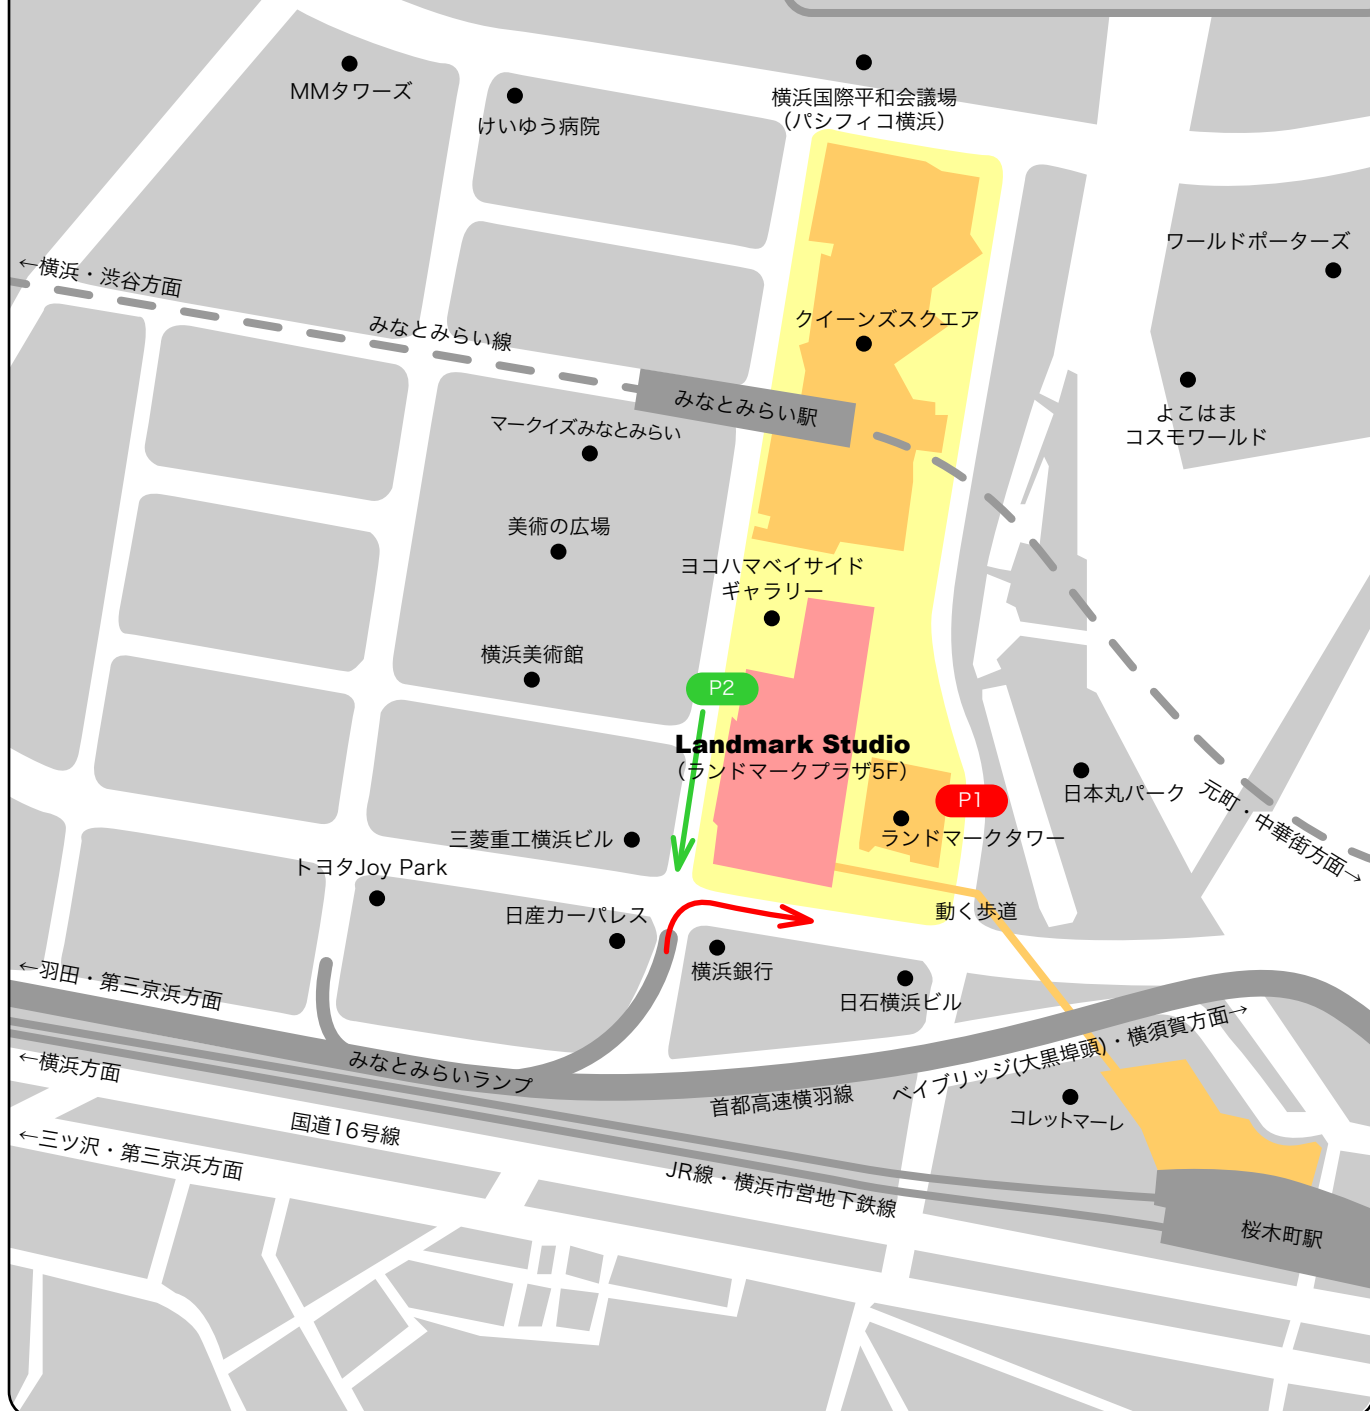 MMタワーズ
けいゆう病院
横浜国際平和会議場
（パシフィコ横浜）
ワールドポーターズ
←横浜・渋谷方面
みなとみらい線
クイーンズスクエア
みなとみらい駅
よこはま
コスモワールド
マークイズみなとみらい
美術の広場
ヨコハマベイサイド
ギャラリー
横浜美術館
P2
Landmark Studio
（ランドマークプラザ5F）
P1
日本丸パーク
元町・中華街方面→
三菱重工横浜ビル
ランドマークタワー
トヨタJoy Park
日産カーパレス
動く歩道
横浜銀行
日石横浜ビル
←羽田・第三京浜方面
みなとみらいランプ
首都高速横羽線
ベイブリッジ(大黒埠頭)・横須賀方面→
←横浜方面
コレットマーレ
国道16号線
←三ツ沢・第三京浜方面
JR線・横浜市営地下鉄線
桜木町駅